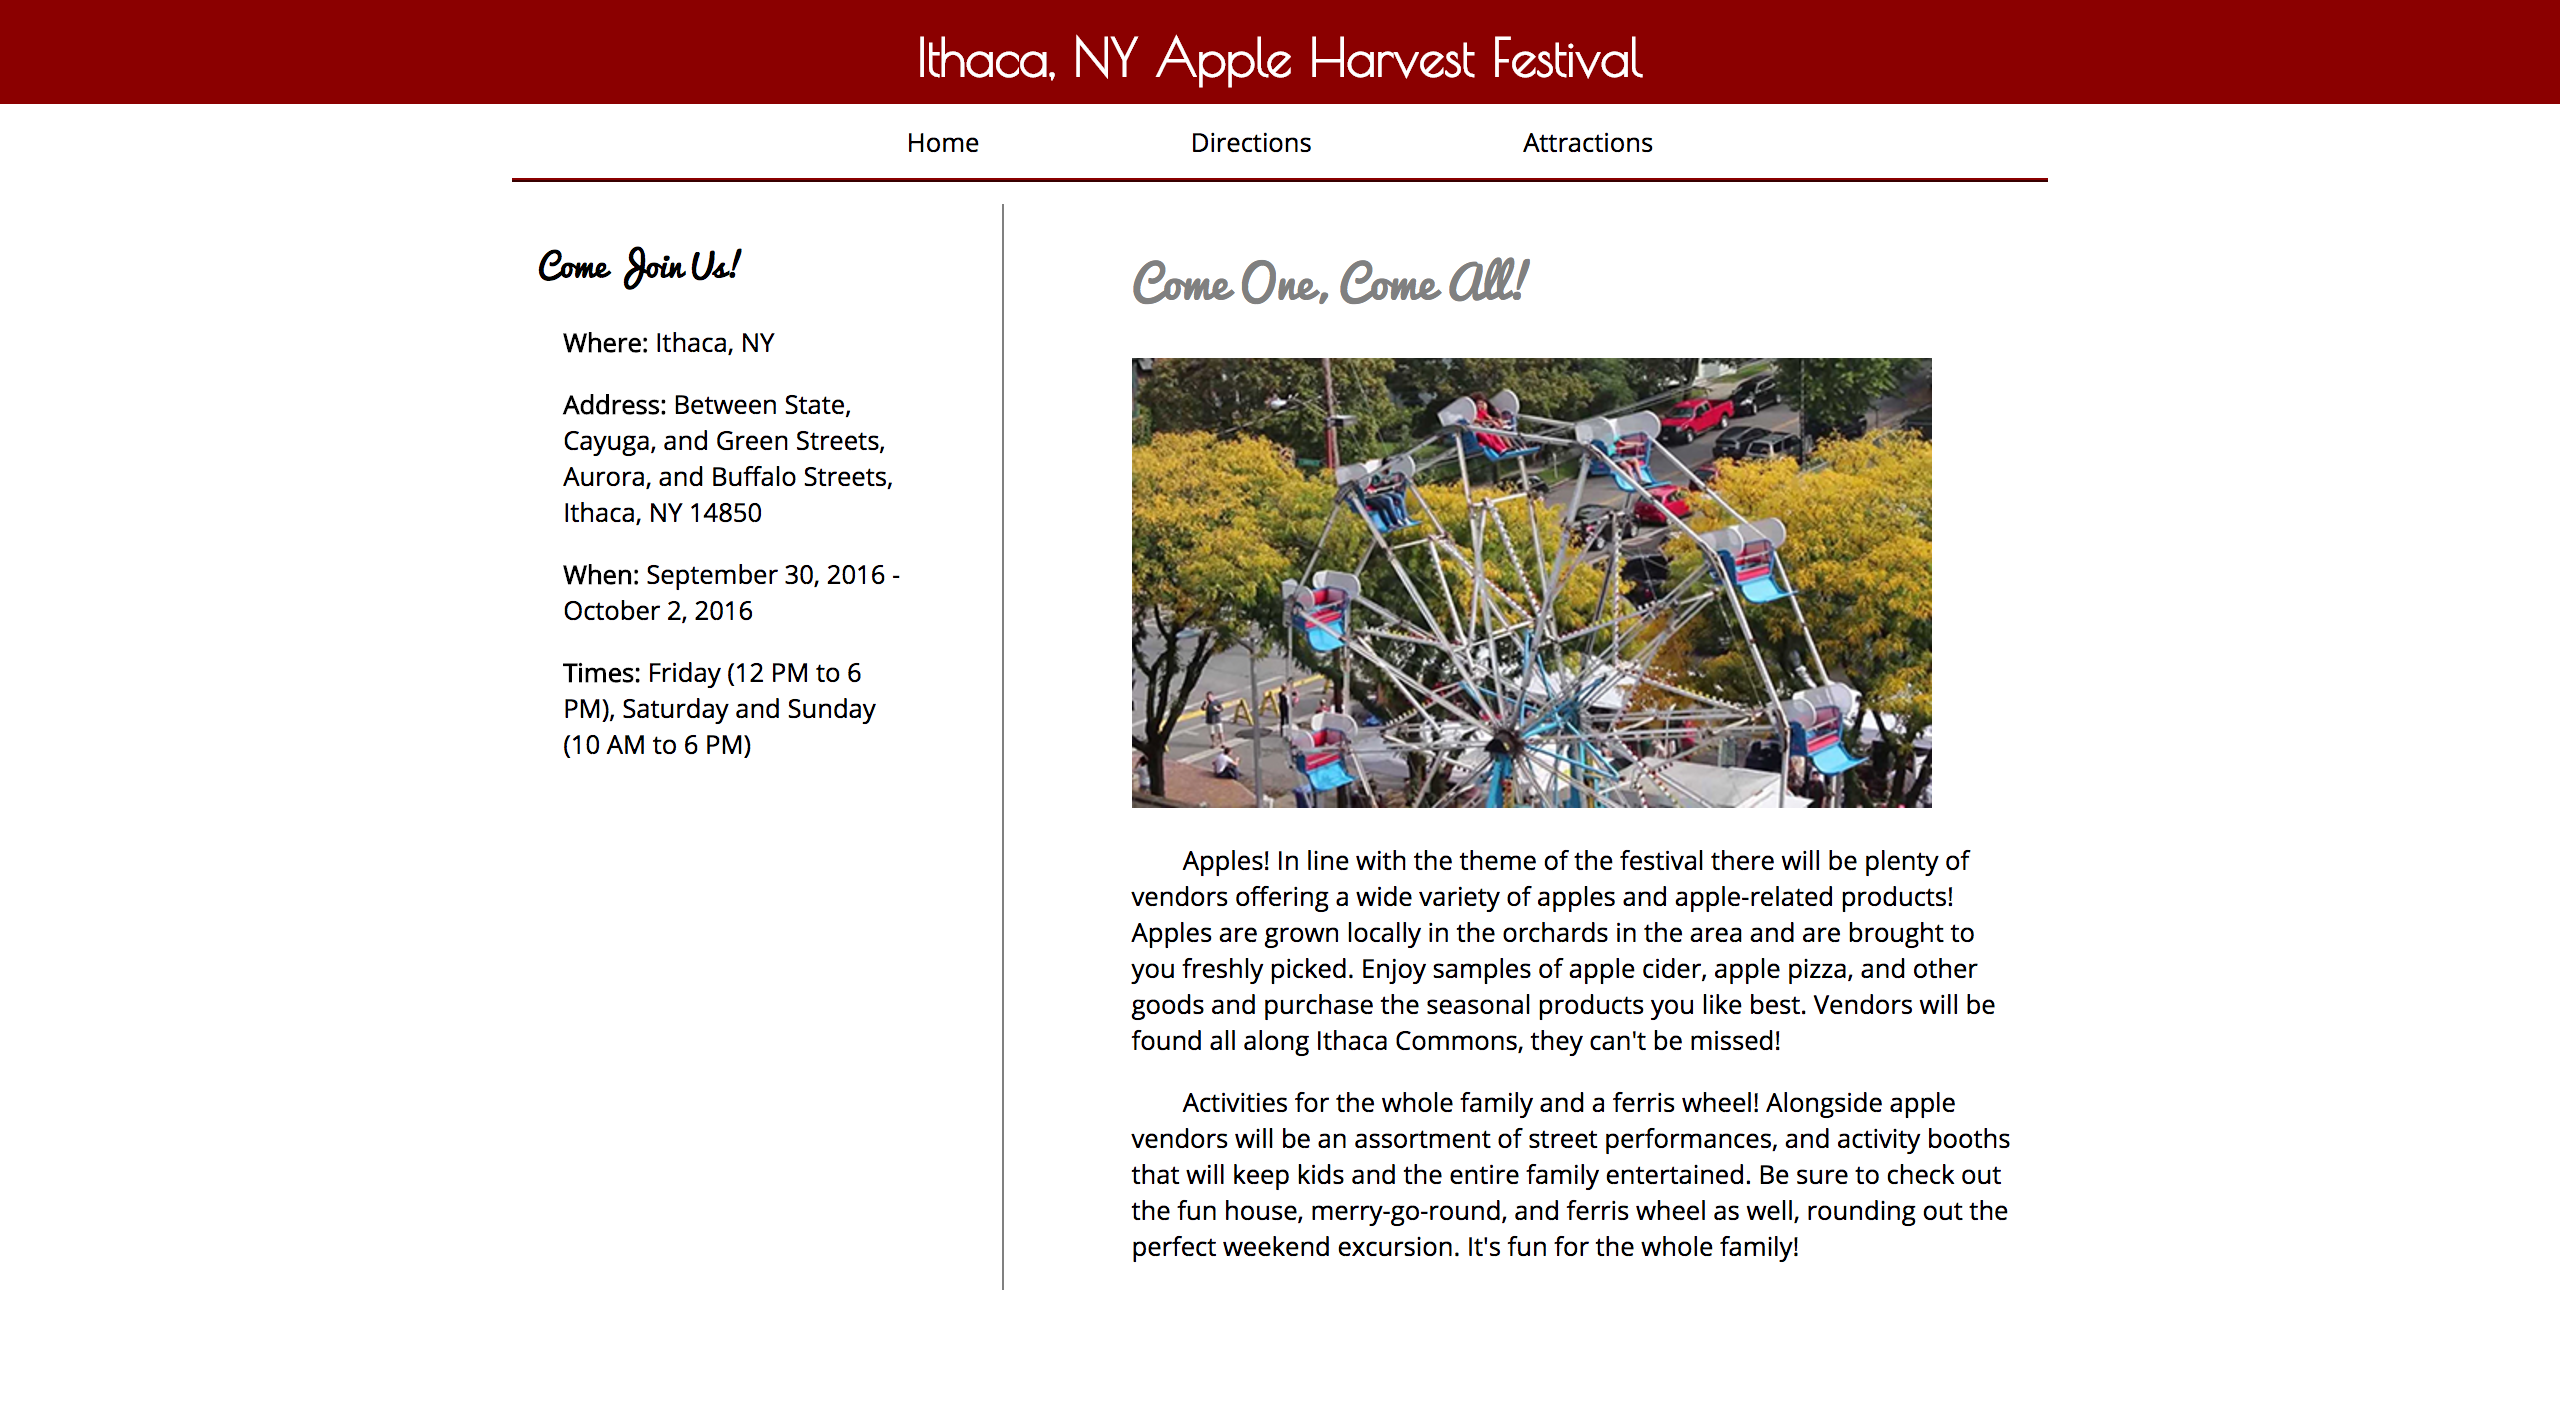 Ithaca, NY Apple Harvest Festival
Home Directions Attractions
Come Join Us!
Where: Ithaca, NY
Address: Between State,
Cayuga, and Green Streets,
Aurora, and Buffalo Streets,
Ithaca, NY 14850
When: September 30, 2016 -
October 2, 2016
Times: Friday (12 PM to 6
PM), Saturday and Sunday
(10 AM to 6 PM)
Come One, Come All!
Apples! In line with the theme of the festival there will be plenty of
vendors offering a wide variety of apples and apple-related products!
Apples are grown locally in the orchards in the area and are brought to
you freshly picked. Enjoy samples of apple cider, apple pizza, and other
goods and purchase the seasonal products you like best. Vendors will be
found all along Ithaca Commons, they can't be missed!
Activities for the whole family and a ferris wheel! Alongside apple
vendors will be an assortment of street performances, and activity booths
that will keep kids and the entire family entertained. Be sure to check out
the fun house, merry-go-round, and ferris wheel as well, rounding out the
perfect weekend excursion. It's fun for the whole family!